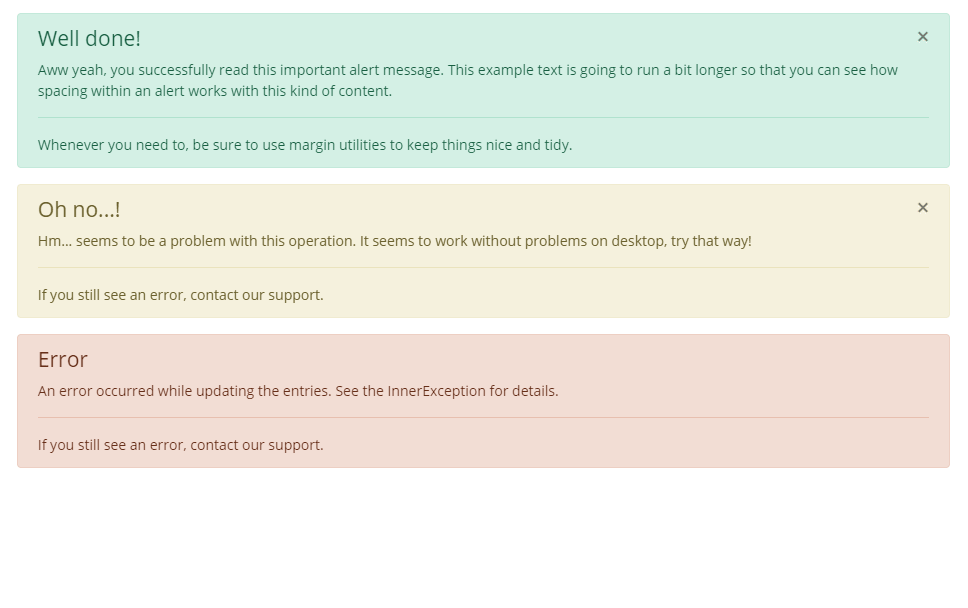 Well done!
×
Aww yeah, you successfully read this important alert message. This example text is going to run a bit longer so that you can see how
spacing within an alert works with this kind of content.
Whenever you need to, be sure to use margin utilities to keep things nice and tidy.
Oh no...!
×
Hm... seems to be a problem with this operation. It seems to work without problems on desktop, try that way!
If you still see an error, contact our support.
Error
An error occurred while updating the entries. See the InnerException for details.
If you still see an error, contact our support.